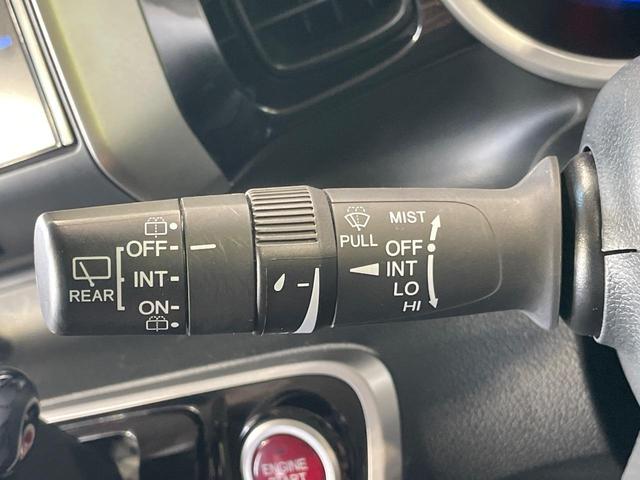 REAR
OFF
INT
ON
PULL
MIST
OFF
INT
LO
HI
ENGINE
START